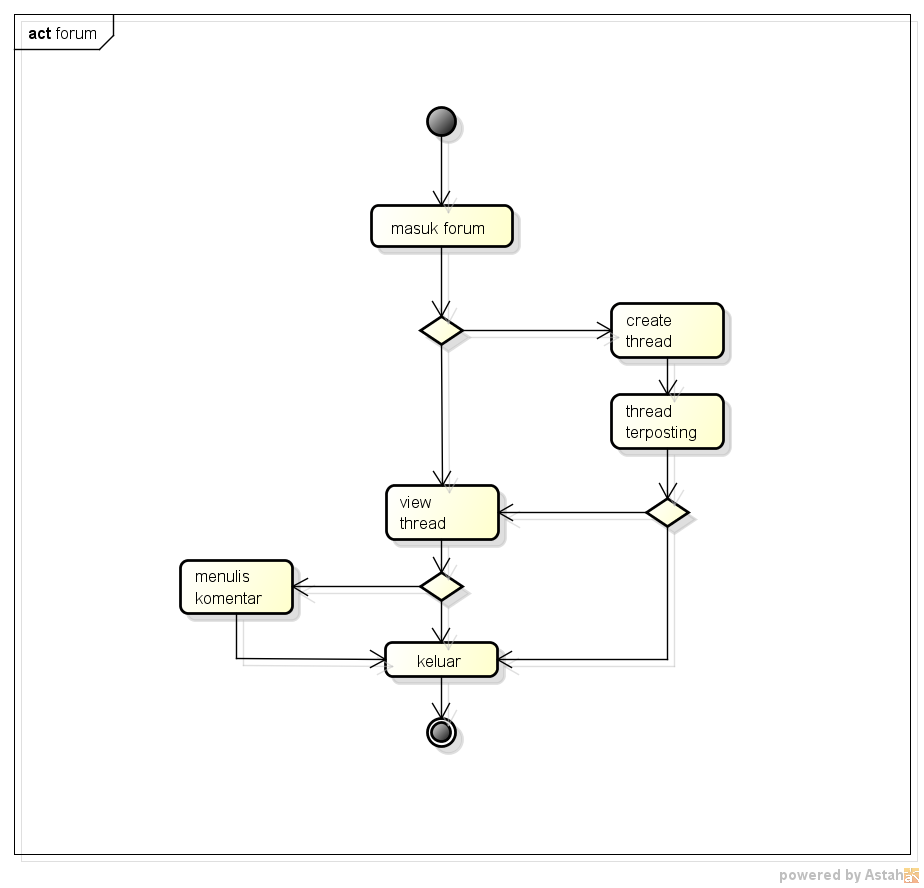 act forum
masuk forum
create
thread
thread
terposting
view
thread
menulis
komentar
keluar
powered by Astah